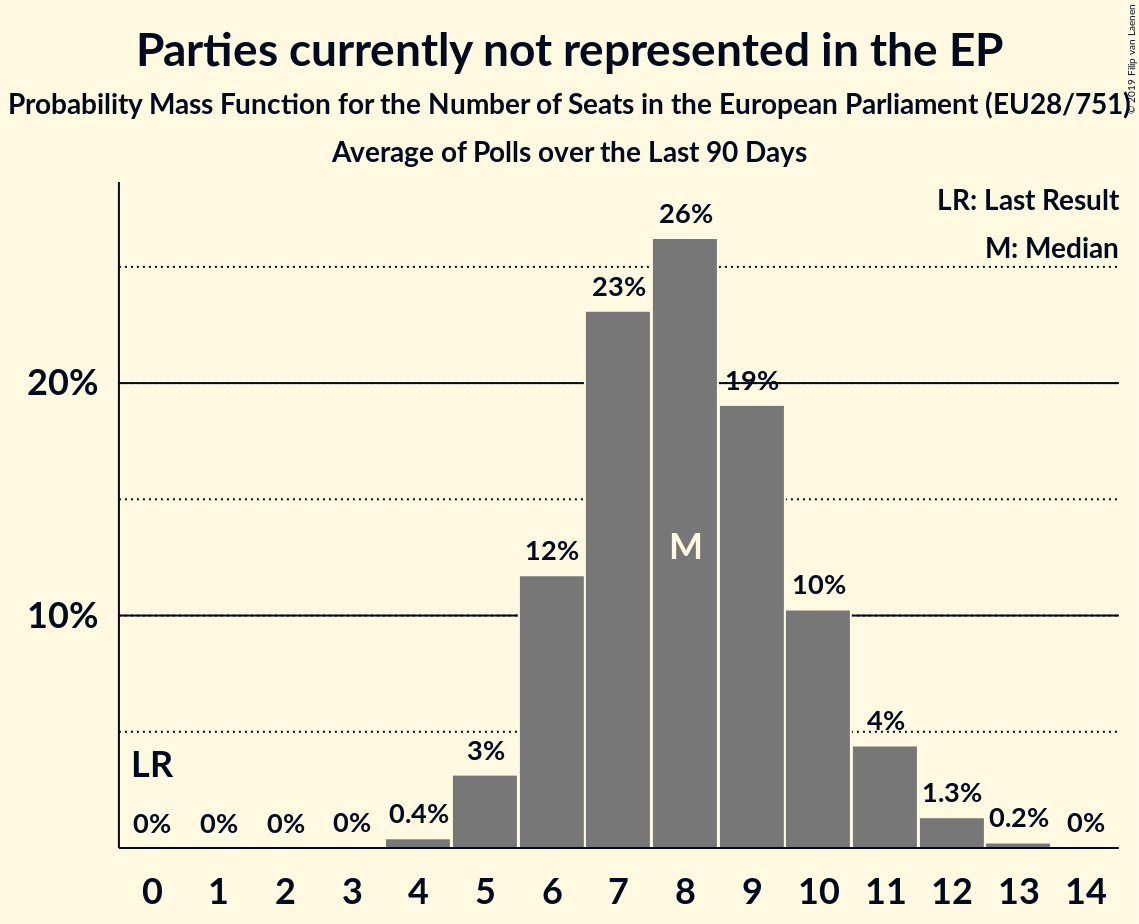 Parties currently not represented in the EP
Probability Mass Function for the Number of Seats in the European Parliament (EU28/751)
Average of Polls over the Last 90 Days
© 2019 Filip van Laenen
LR: Last Result
M: Median
26%
23%
20%
19%
12%
M
10%
10%
4%
LR
3%
0%
0%
0%
0%
0.4%
1.3%
0.2%
0%
0 1 2 3 4 5 6 7 8 9 10 11 12 13 14